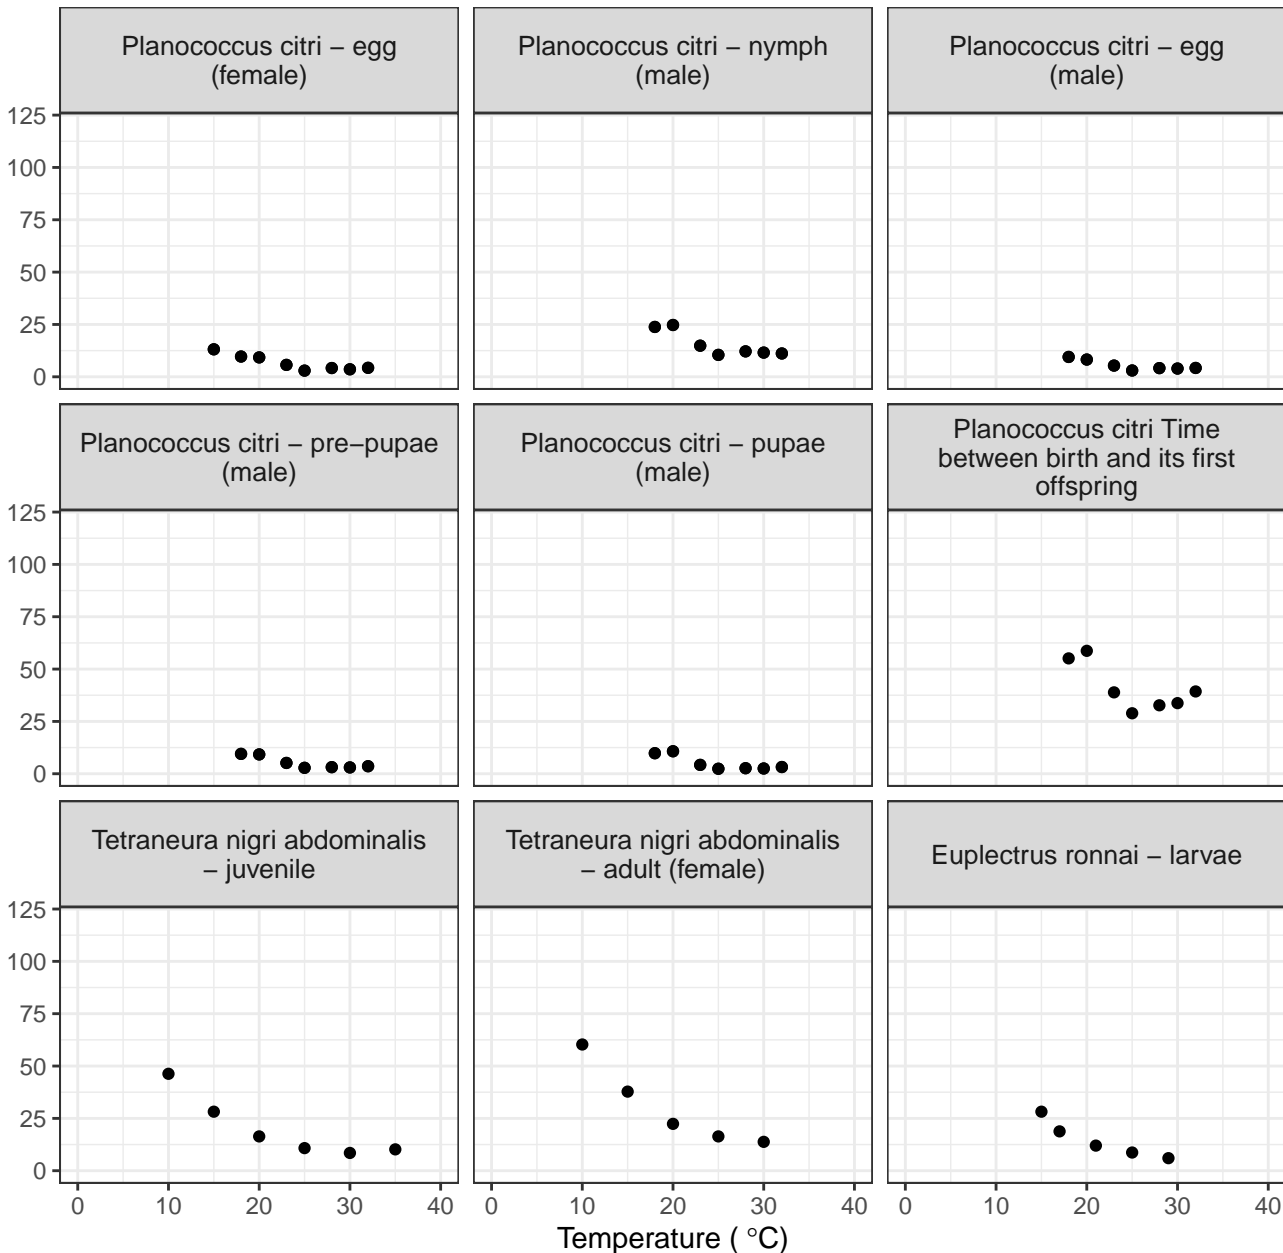 Planococcus citri − egg
(female)
Planococcus citri − nymph
(male)
Planococcus citri − egg
(male)
125
100
75
50
25
0
Planococcus citri − pre−pupae
(male)
Planococcus citri − pupae
(male)
Planococcus citri Time
between birth and its first
offspring
125
100
75
50
25
0
Tetraneura nigri abdominalis
− juvenile
Tetraneura nigri abdominalis
− adult (female)
Euplectrus ronnai − larvae
125
100
75
50
25
0
0 10 20 30 40
0 10 20 30 40
0 10 20 30 40
Temperature ( °C)